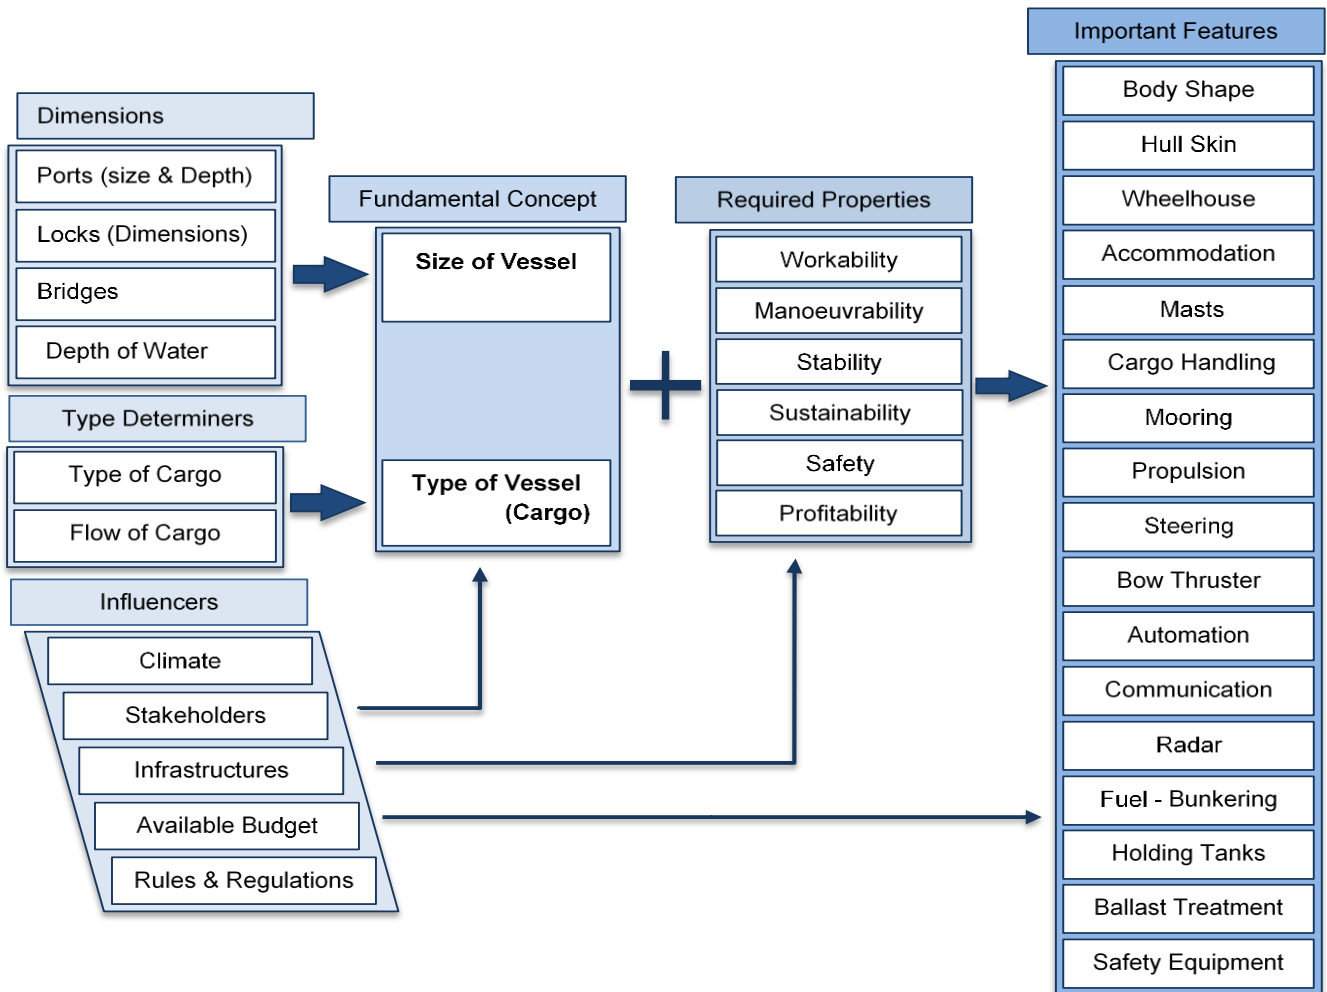 Dimensions
Ports (size & Depth)
Locks (Dimensions)
Bridges
Depth of Water
Type Determiners
Type of Cargo
Flow of Cargo
Influencers
Climate
Stakeholders
Infrastructures
Available Budget
Rules & Regulations
Fundamental Concept
Size of Vessel
Type of Vessel
(Cargo)
Required Properties
Workability
Manoeuvrability
Stability
Sustainability
Safety
Profitability
Important Features
Body Shape
Hull Skin
Wheelhouse
Accommodation
Masts
Cargo Handling
Mooring
Propulsion
Steering
Bow Thruster
Automation
Communication
Radar
Fuel - Bunkering
Holding Tanks
Ballast Treatment
Safety Equipment